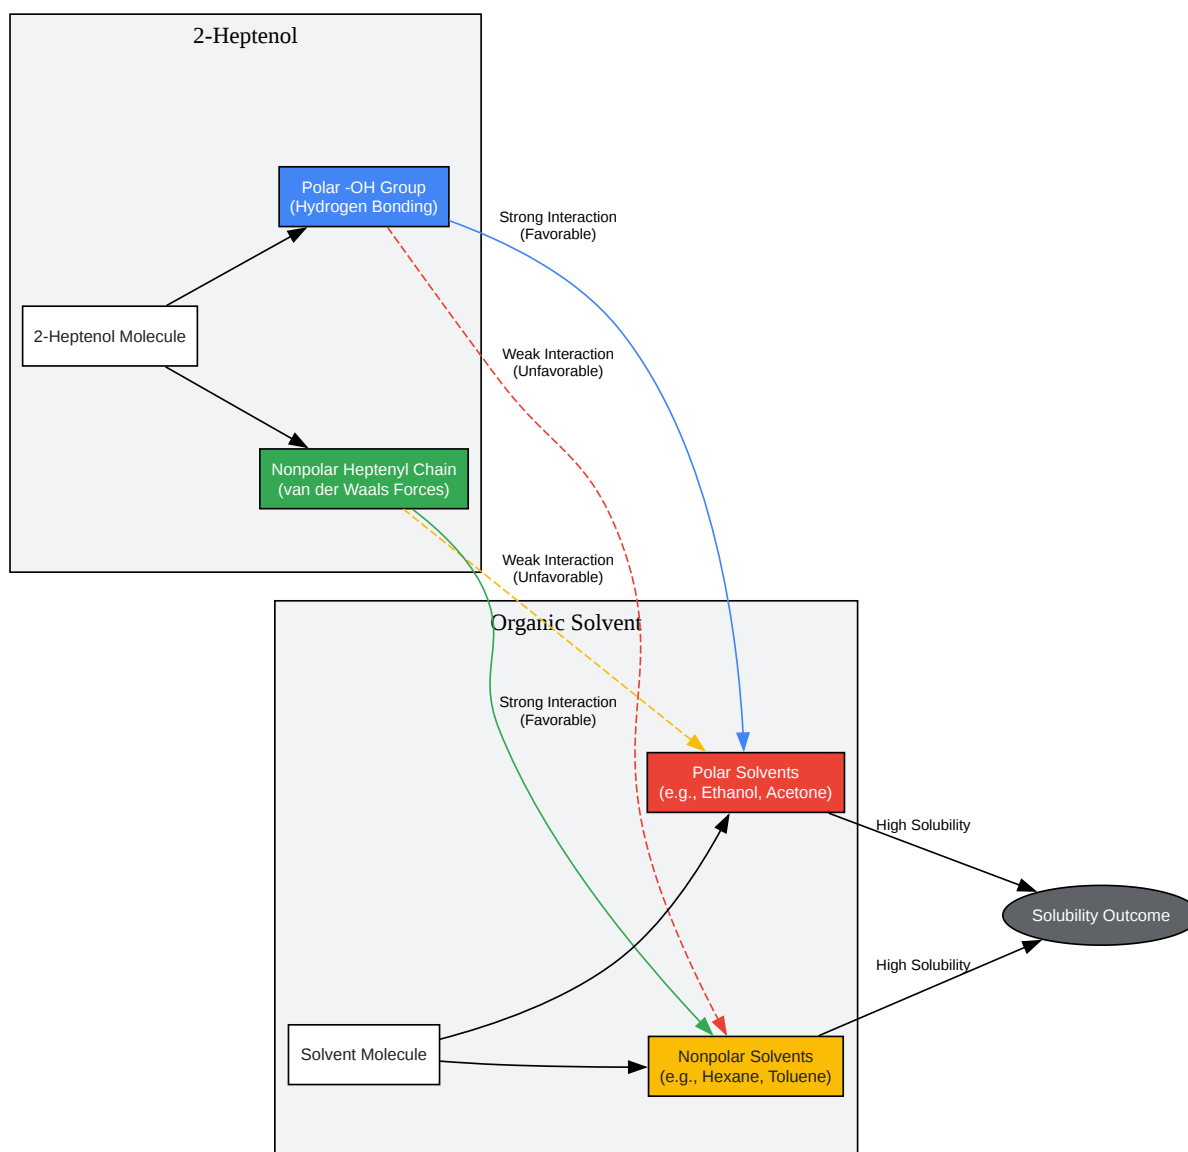 2-Heptenol
Polar -OH Group
(Hydrogen Bonding)
Strong Interaction
(Favorable)
2-Heptenol Molecule
Weak Interaction
(Unfavorable)
Nonpolar Heptenyl Chain
(van der Waals Forces)
Weak Interaction
(Unfavorable)
Organic Solvent
Strong Interaction
(Favorable)
Polar Solvents
(e.g., Ethanol, Acetone)
High Solubility
Solubility Outcome
High Solubility
Solvent Molecule
Nonpolar Solvents
(e.g., Hexane, Toluene)